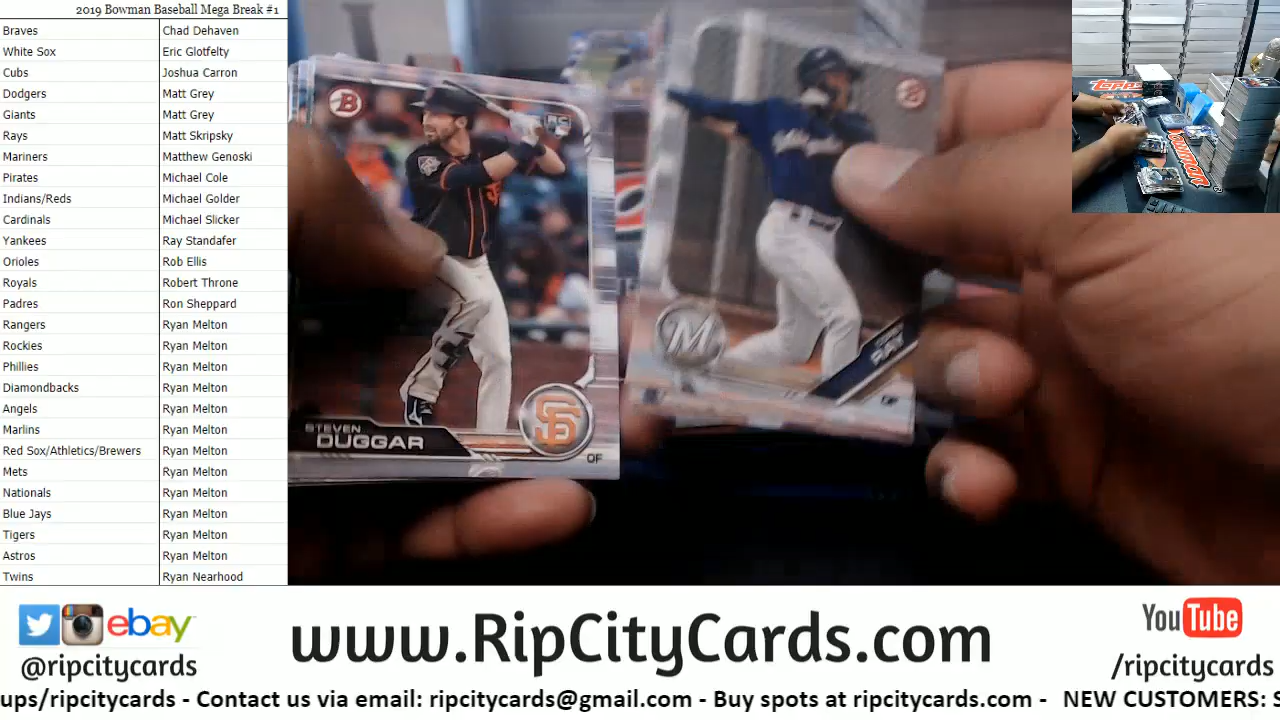 2019 Bowman Baseball Mega Break #1
Braves Chad Dehaven
White Sox Eric Glotfelty
Cubs Joshua Carron
Dodgers Matt Grey
Giants Matt Grey
Rays Matt Skripsky
Mariners Matthew Genoski
Pirates Michael Cole
Indians/Reds Michael Golder
Cardinals Michael Slicker
Yankees Ray Standafer
Orioles Rob Ellis
Royals Robert Throne
Padres Ron Sheppard
Rangers Ryan Melton
Rockies Ryan Melton
Phillies Ryan Melton
Diamondbacks Ryan Melton
Angels Ryan Melton
Marlins Ryan Melton
Red Sox/Athletics/Brewers Ryan Melton
Mets Ryan Melton
Nationals Ryan Melton
Blue Jays Ryan Melton
Tigers Ryan Melton
Astros Ryan Melton
Twins Ryan Nearhood
B
RC
STEVEN
DUGGAR
SF
OF
M
RAY
Topps
Bowman
ebay
@ripcitycards
www.RipCityCards.com
YouTube
/ripcitycards
ups/ripcitycards - Contact us via email: ripcitycards@gmail.com - Buy spots at ripcitycards.com - NEW CUSTOMERS: S